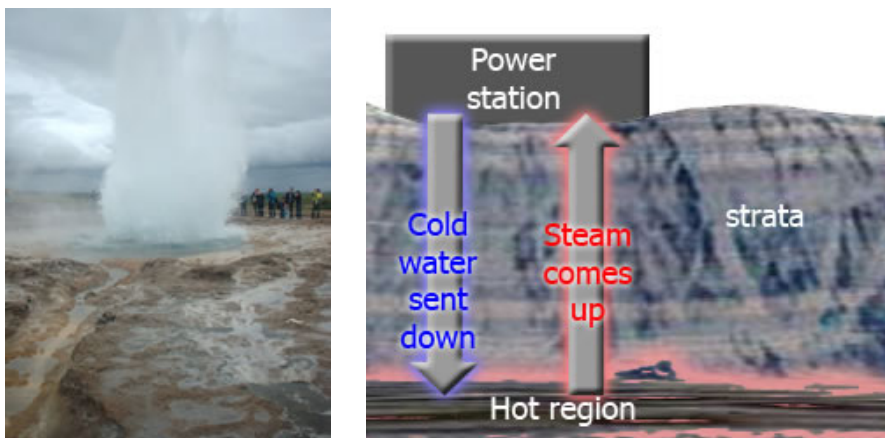 Power
station
Cold
water
sent
down
Steam
comes
up
strata
Hot region